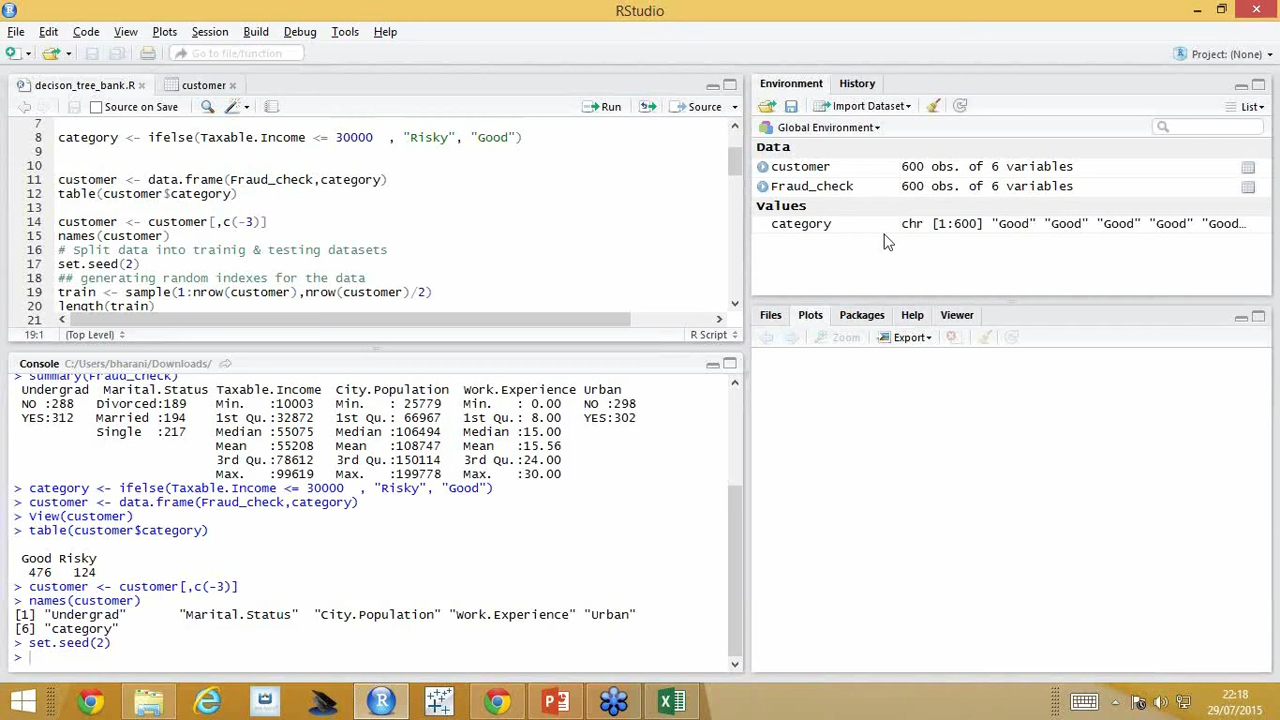 RStudio
File Edit Code View Plots Session Build Debug Tools Help
Go to file/function
Project: (None)
decison_tree_bank.R
customer
Source on Save
Run
Source
7
8 category <- ifelse(Taxable.Income <= 30000 , "Risky", "Good")
9
10
11 customer <- data.frame(Fraud_check,category)
12 table(customer$category)
13
14 customer <- customer[,c(-3)]
15 names(customer)
16 # Split data into trainig & testing datasets
17 set.seed(2)
18 ## generating random indexes for the data
19 train <- sample(1:nrow(customer),nrow(customer)/2)
20 length(train)
21
19:1 (Top Level) R Script
Console C:/Users/bharani/Downloads/
> summary(Fraud_check)
Undergrad Marital.Status Taxable.Income City.Population Work.Experience Urban
NO :288 Divorced:189 Min. :10003 Min. : 25779 Min. : 0.00 NO :298
YES:312 Married :194 1st Qu.:32872 1st Qu.: 66967 1st Qu.: 8.00 YES:302
Single :217 Median :55075 Median :106494 Median :15.00
Mean :55208 Mean :108747 Mean :15.56
3rd Qu.:78612 3rd Qu.:150114 3rd Qu.:24.00
Max. :99619 Max. :199778 Max. :30.00
> category <- ifelse(Taxable.Income <= 30000 , "Risky", "Good")
> customer <- data.frame(Fraud_check,category)
> View(customer)
> table(customer$category)
Good Risky
476 124
> customer <- customer[,c(-3)]
> names(customer)
[1] "Undergrad" "Marital.Status" "City.Population" "Work.Experience" "Urban"
[6] "category"
> set.seed(2)
>
Environment History
Import Dataset
List
Global Environment
Data
customer 600 obs. of 6 variables
Fraud_check 600 obs. of 6 variables
Values
category chr [1:600] "Good" "Good" "Good" "Good" "Good…
Files Plots Packages Help Viewer
Zoom Export
22:18
29/07/2015